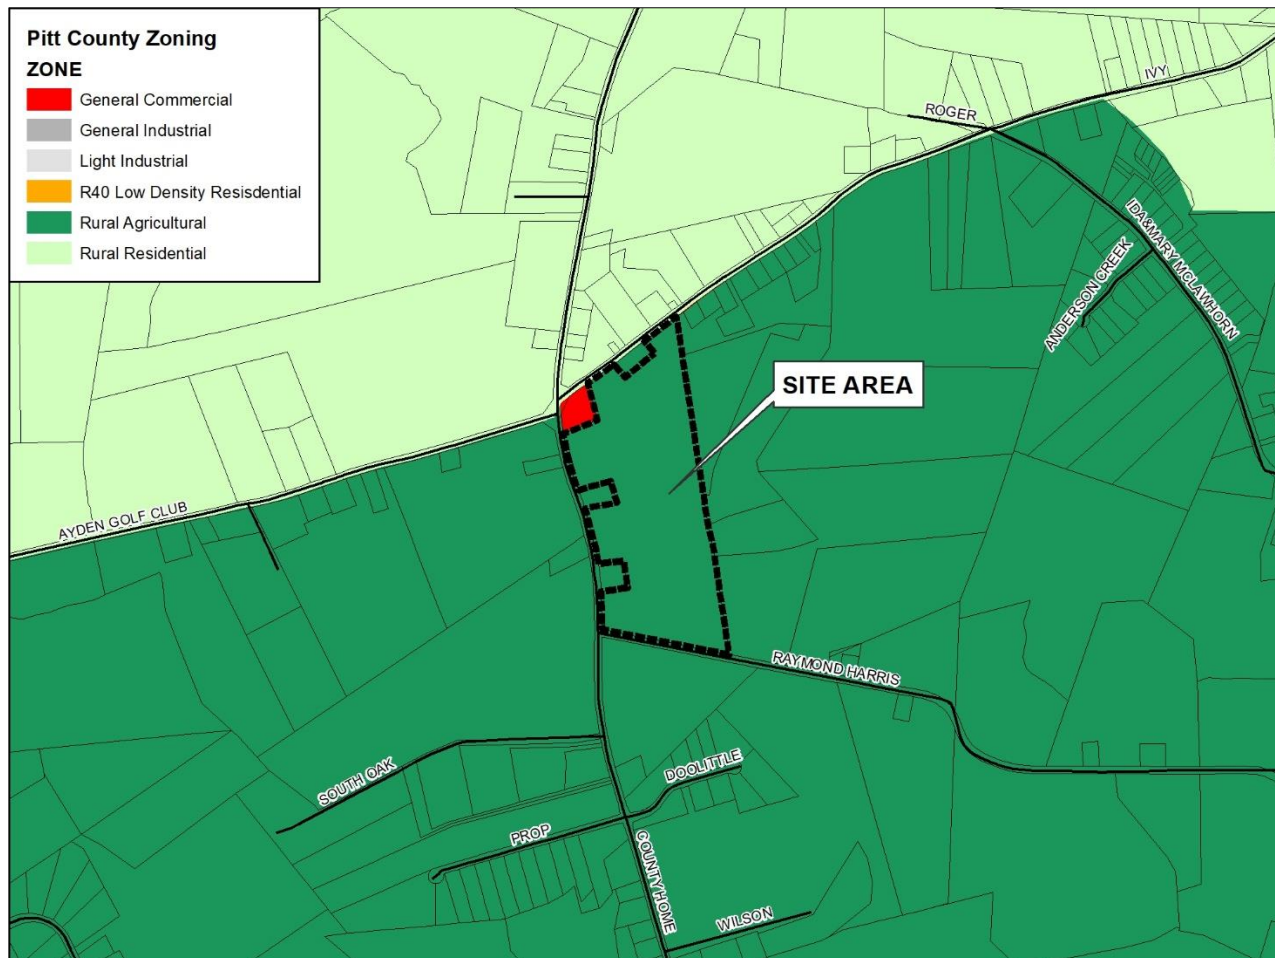 Pitt County Zoning
ZONE
General Commercial
General Industrial
Light Industrial
R40 Low Density Resisdential
Rural Agricultural
Rural Residential
IVY
ROGER
IDA&MARY MCLAWHORN
ANDERSON CREEK
SITE AREA
AYDEN GOLF CLUB
RAYMOND HARRIS
SOUTH OAK
DOOLITTLE
PROP
COUNTY HOME
WILSON